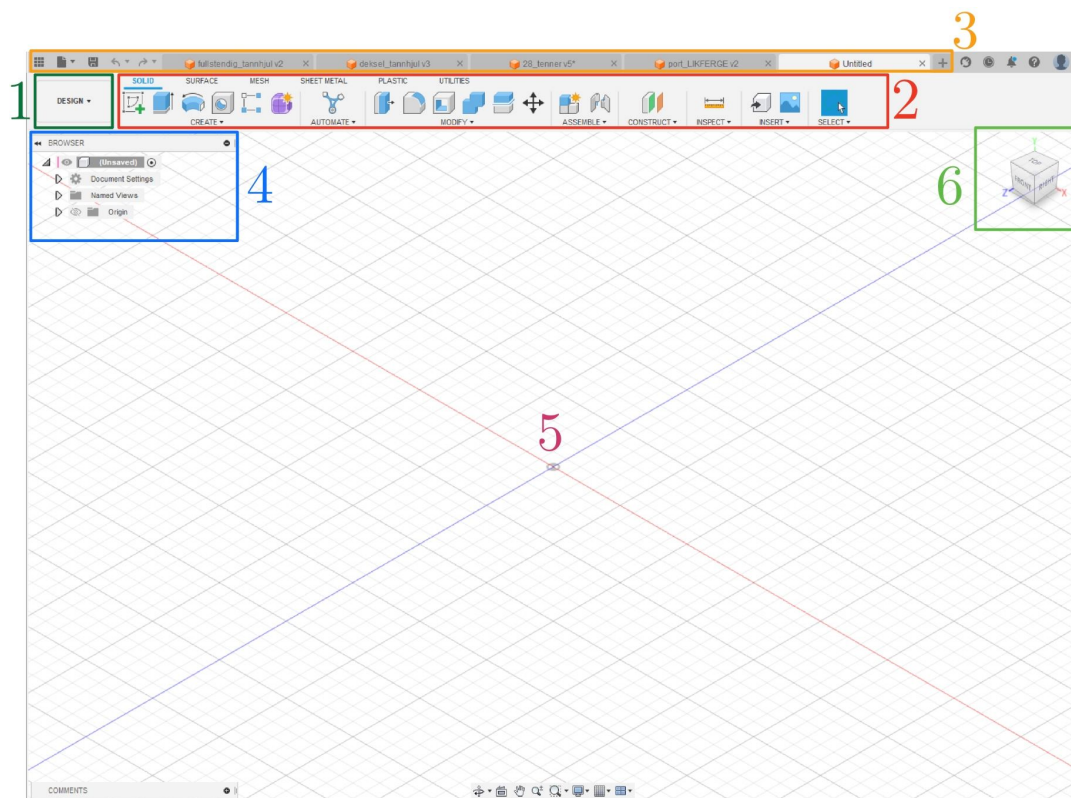 3
fullstendig_tannhjul v2
deksel_tannhjul v3
28_tenner v5*
port_LIKFERGE v2
Untitled
1
DESIGN
SOLID SURFACE MESH SHEET METAL PLASTIC UTILITIES
2
CREATE AUTOMATE MODIFY ASSEMBLE CONSTRUCT INSPECT INSERT SELECT
BROWSER
(Unsaved)
Document Settings
Named Views
Origin
4
6
Y
TOP
FRONT
RIGHT
Z
X
5
COMMENTS